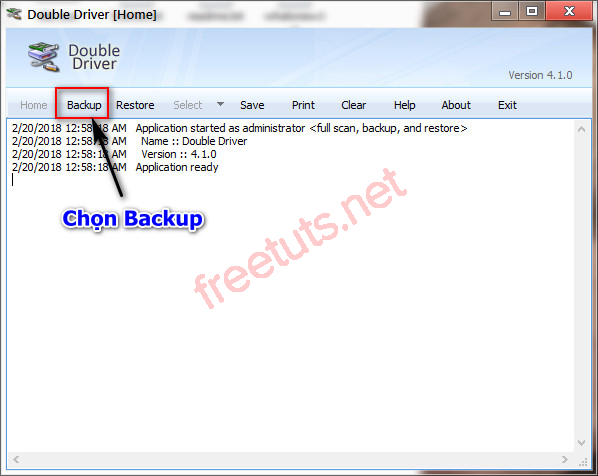 Double Driver [Home]
Double
Driver
Version 4.1.0
Home Backup Restore Select Save Print Clear Help About Exit
2/20/2018 12:58:18 AM Application started as administrator <full scan, backup, and restore>
2/20/2018 12:58:18 AM Name :: Double Driver
2/20/2018 12:58:18 AM Version :: 4.1.0
2/20/2018 12:58:18 AM Application ready
Chọn Backup
freetuts.net